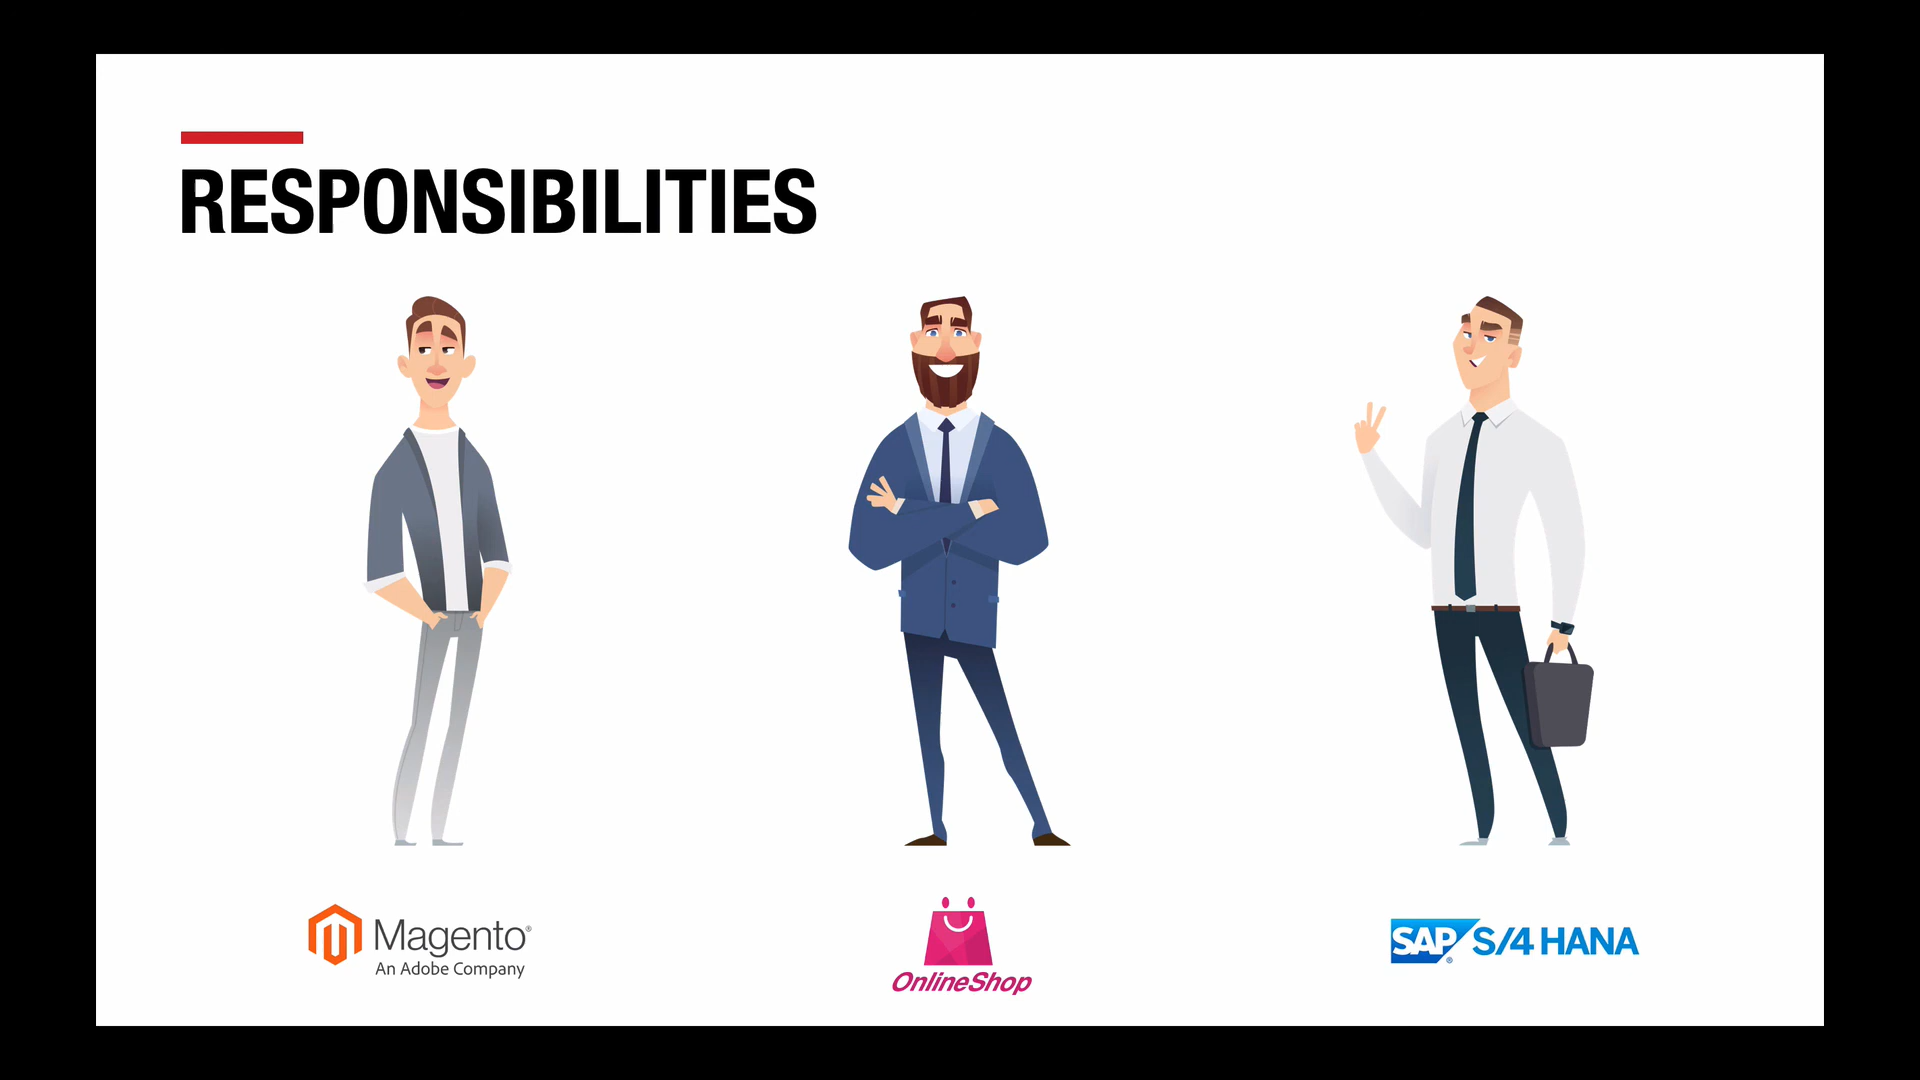 RESPONSIBILITIES
Magento®
An Adobe Company
OnlineShop
SAP® S/4 HANA